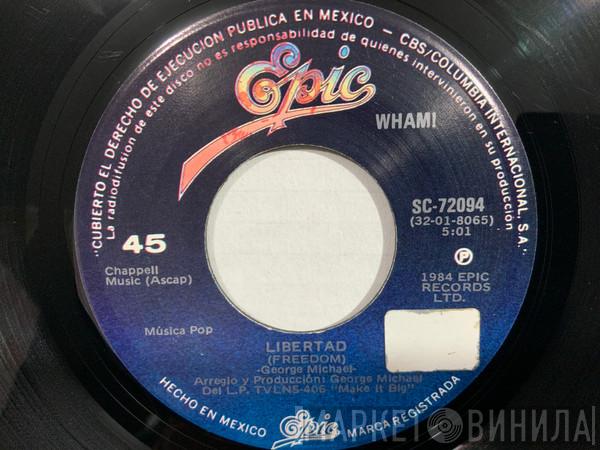 "CUBIERTO EL DERECHO DE EJECUCION PUBLICA EN MEXICO - CBS/COLUMBIA INTERNACIONAL, S.A."
La radiodifusion de este disco no es responsabilidad de quienes intervinieron en su producción
Epic
WHAM!
SC-72094
(32-01-8065)
5:01
45
P
Chappell
Music (Ascap)
1984 EPIC
RECORDS
LTD.
Música Pop
LIBERTAD
(FREEDOM)
-George Michael-
Arreglo y Producción: George Michael
Del L.P. TVLNS-406 "Make It Big"
HECHO EN MEXICO
Epic
MARCA REGISTRADA
МАРКЕТ ВИНИЛА